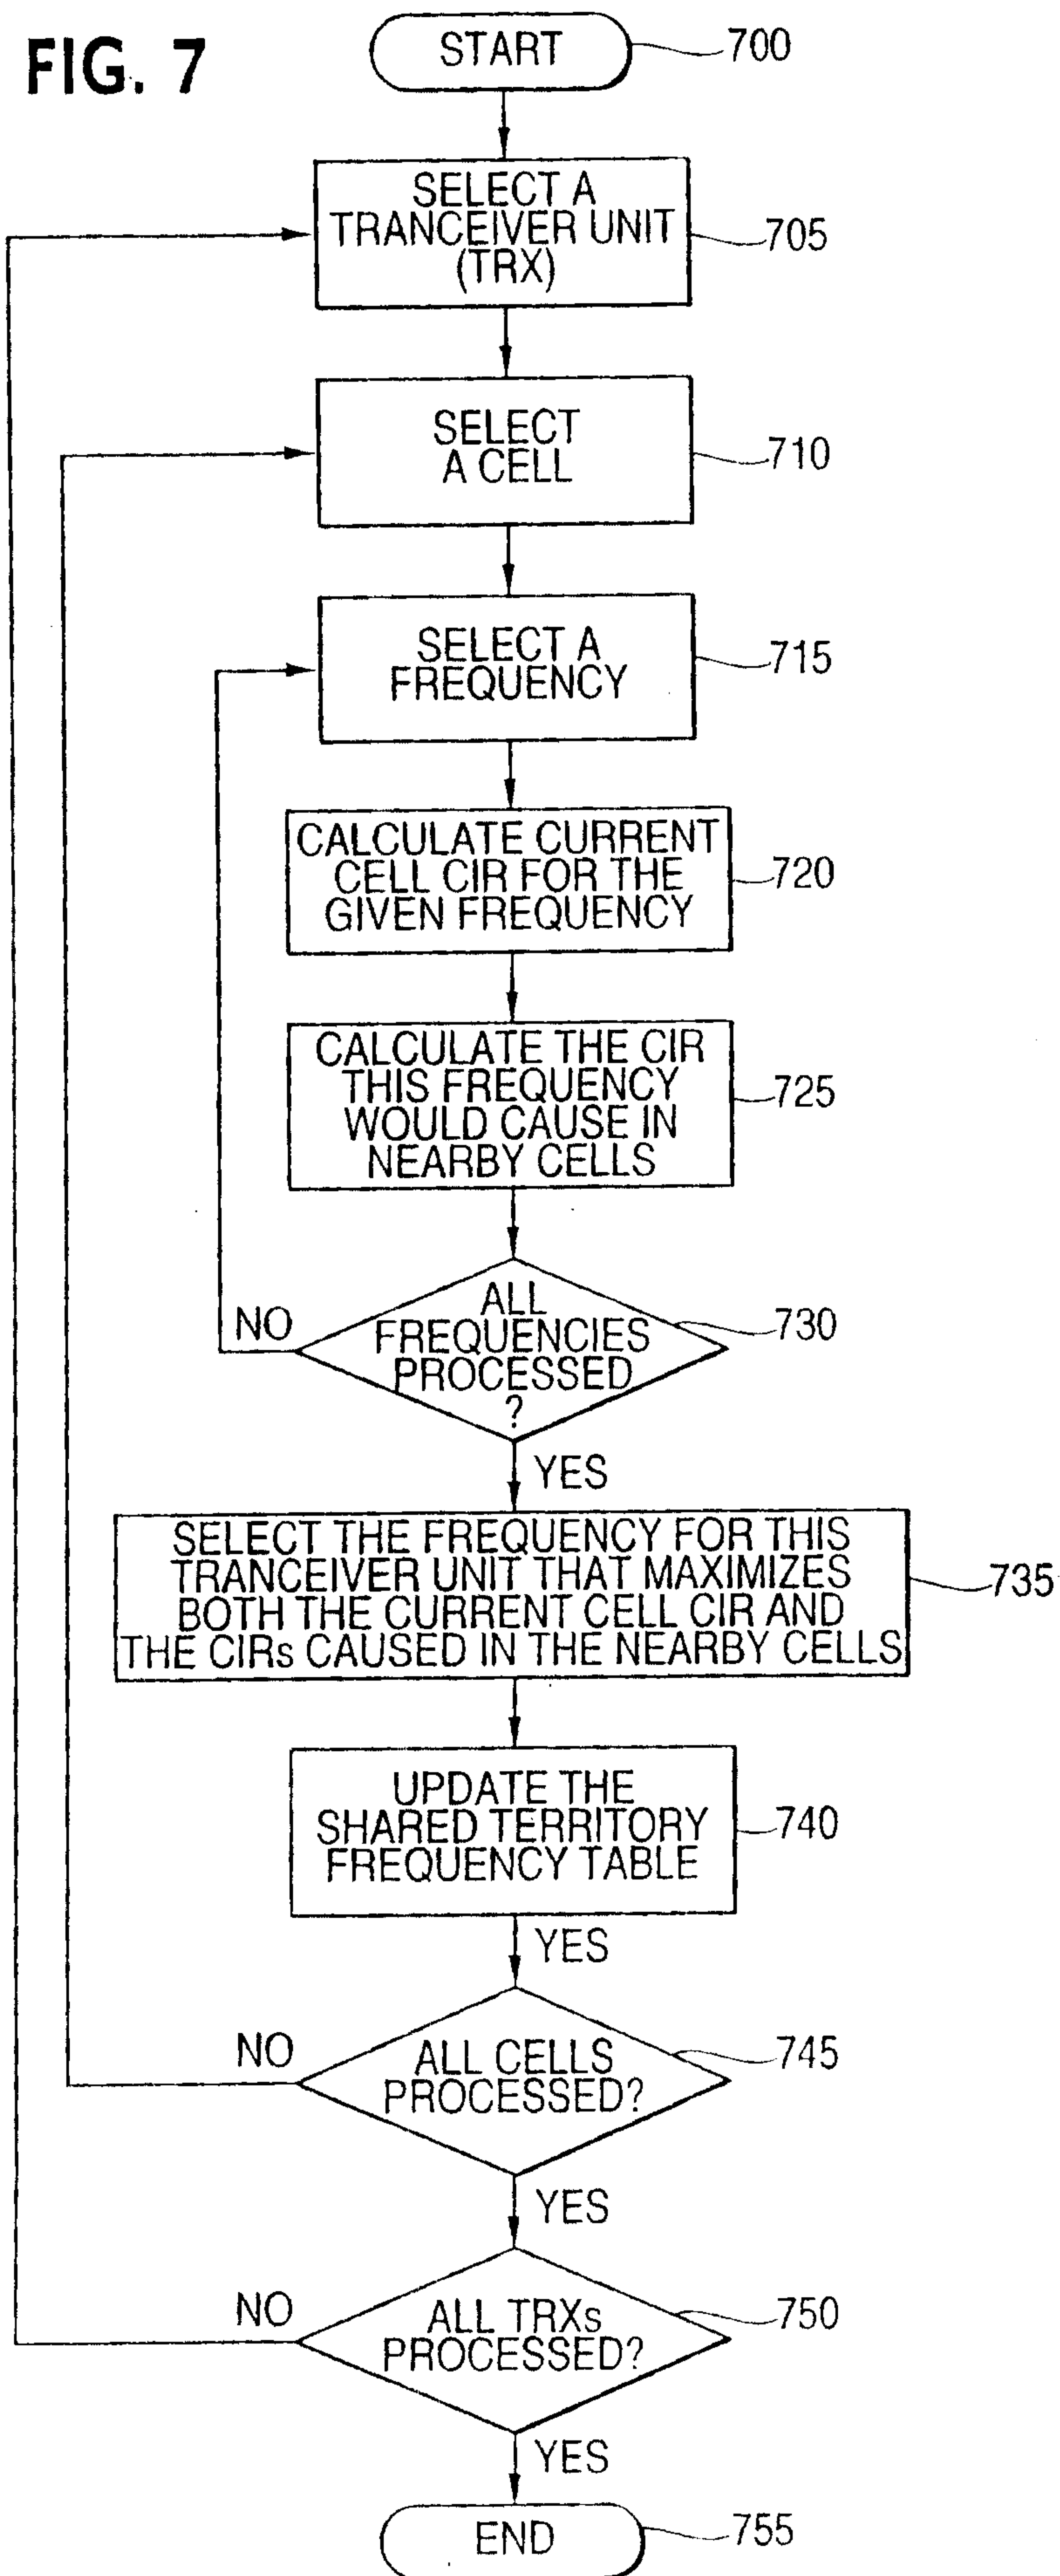 FIG. 7
START
700
SELECT A
TRANCEIVER UNIT
(TRX)
705
SELECT
A CELL
710
SELECT A
FREQUENCY
715
CALCULATE CURRENT
CELL CIR FOR THE
GIVEN FREQUENCY
720
CALCULATE THE CIR
THIS FREQUENCY
WOULD CAUSE IN
NEARBY CELLS
725
ALL
FREQUENCIES
PROCESSED
?
730
NO
YES
SELECT THE FREQUENCY FOR THIS
TRANCEIVER UNIT THAT MAXIMIZES
BOTH THE CURRENT CELL CIR AND
THE CIRs CAUSED IN THE NEARBY CELLS
735
UPDATE THE
SHARED TERRITORY
FREQUENCY TABLE
740
YES
NO
ALL CELLS
PROCESSED?
745
YES
NO
ALL TRXs
PROCESSED?
750
YES
END
755